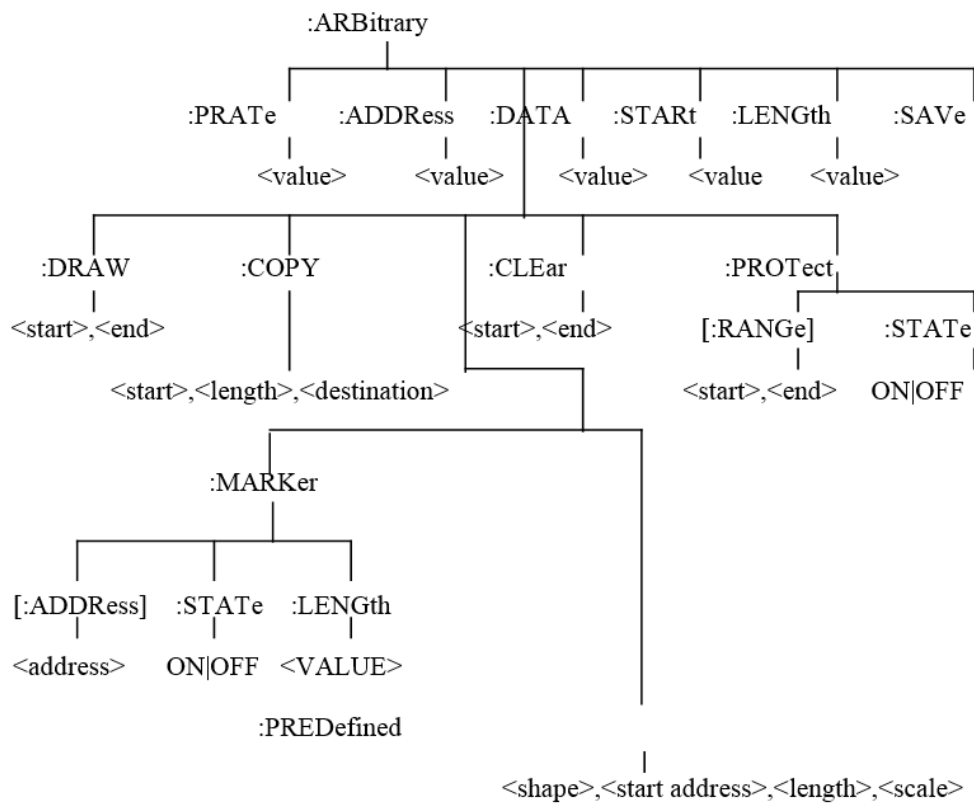 :ARBitrary
:PRATe :ADDRess :DATA :STARt :LENGth :SAVe
<value> <value> <value> <value <value>
:DRAW :COPY :CLEar :PROTect
<start>,<end> <start>,<end> [:RANGe] :STATe
<start>,<length>,<destination> <start>,<end> ON|OFF
:MARKer
[:ADDRess] :STATe :LENGth
<address> ON|OFF <VALUE>
:PREDefined
<shape>,<start address>,<length>,<scale>